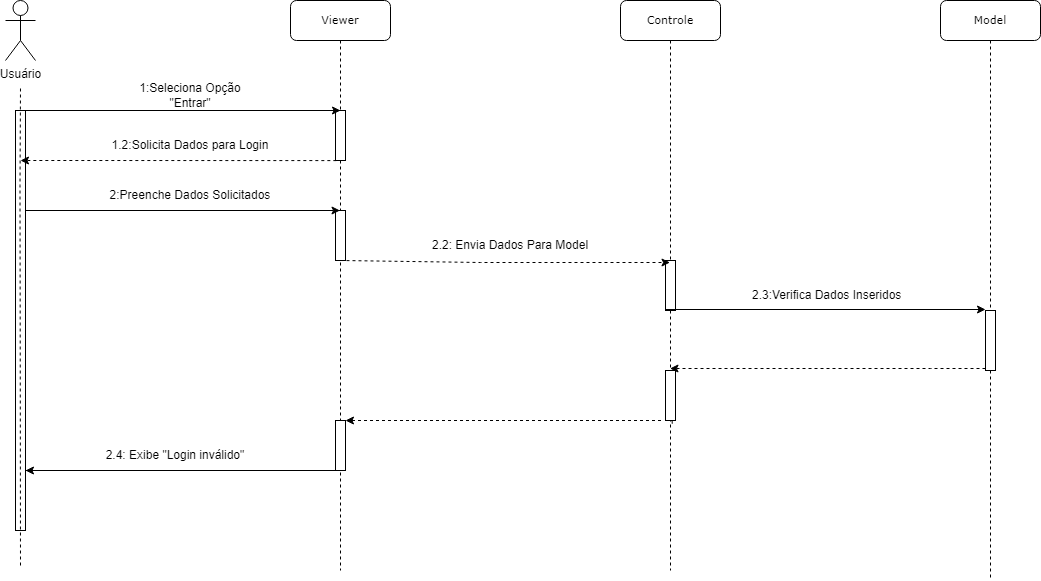 Viewer
Controle
Model
Usuário
1:Seleciona Opção
"Entrar"
1.2:Solicita Dados para Login
2:Preenche Dados Solicitados
2.2: Envia Dados Para Model
2.3:Verifica Dados Inseridos
2.4: Exibe "Login inválido"